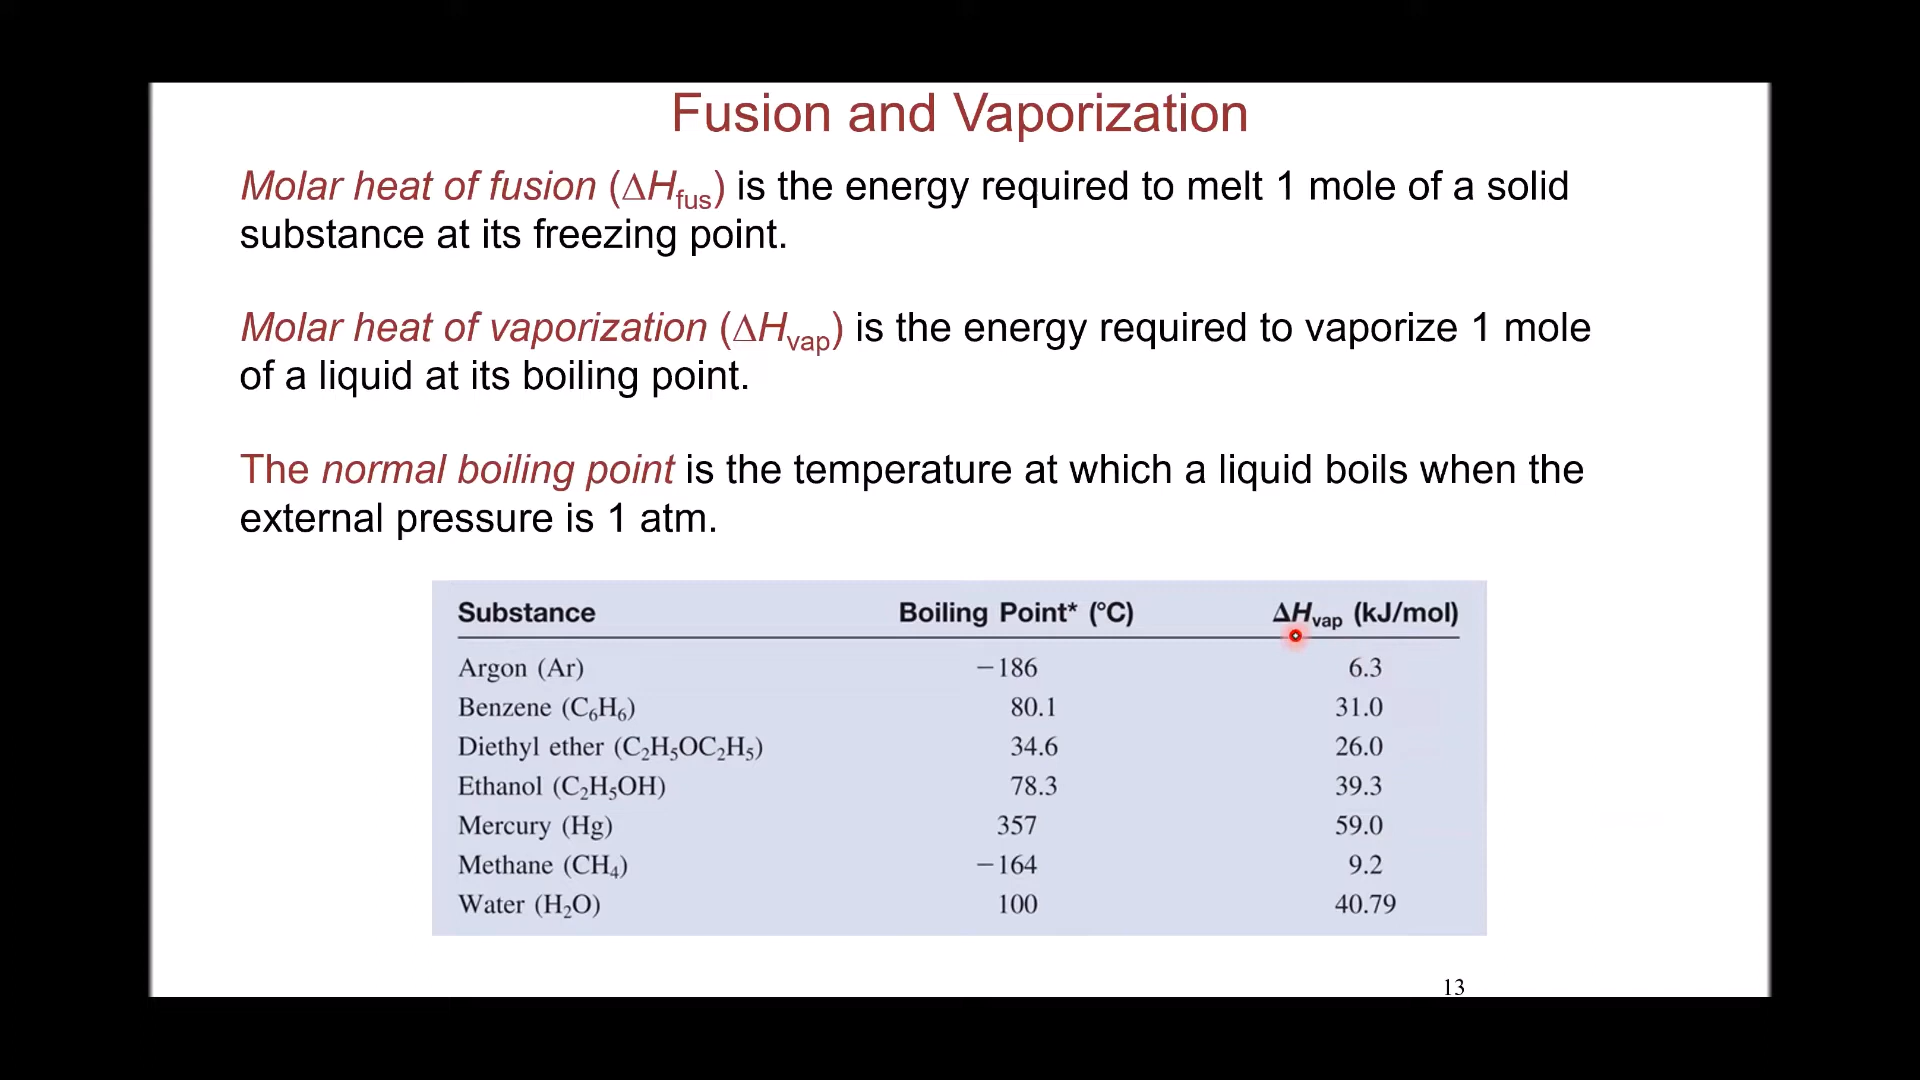 Fusion and Vaporization
Molar heat of fusion (ΔHfus) is the energy required to melt 1 mole of a solid
substance at its freezing point.
Molar heat of vaporization (ΔHvap) is the energy required to vaporize 1 mole
of a liquid at its boiling point.
The normal boiling point is the temperature at which a liquid boils when the
external pressure is 1 atm.
Substance Boiling Point* (°C) ΔHvap (kJ/mol)
Argon (Ar) −186 6.3
Benzene (C₆H₆) 80.1 31.0
Diethyl ether (C₂H₅OC₂H₅) 34.6 26.0
Ethanol (C₂H₅OH) 78.3 39.3
Mercury (Hg) 357 59.0
Methane (CH₄) −164 9.2
Water (H₂O) 100 40.79
13